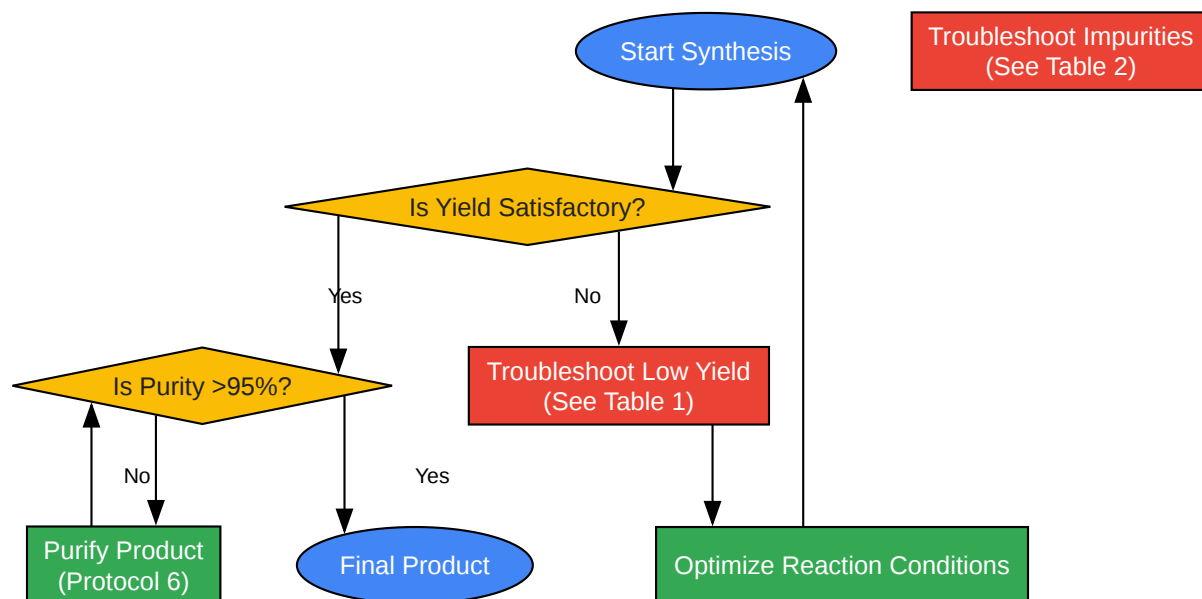 Start Synthesis
Troubleshoot Impurities
(See Table 2)
Is Yield Satisfactory?
Yes
No
Troubleshoot Low Yield
(See Table 1)
Is Purity >95%?
No
Yes
Purify Product
(Protocol 6)
Final Product
Optimize Reaction Conditions